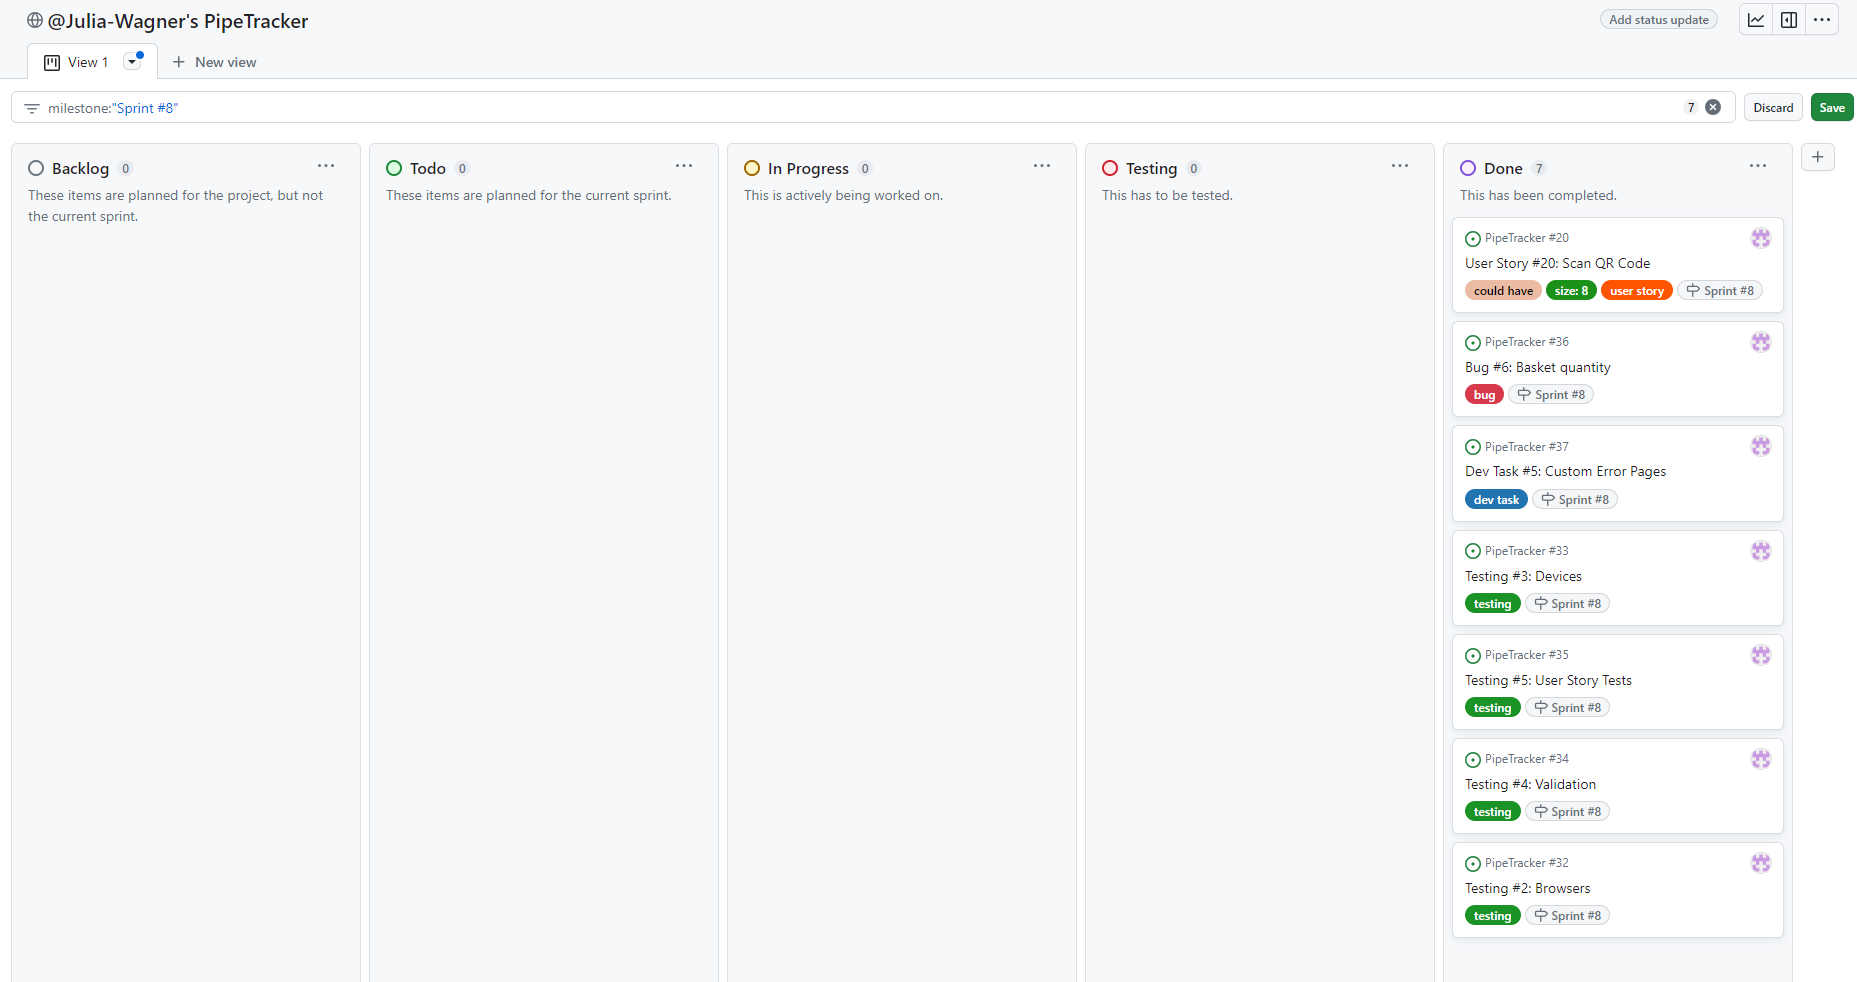 @Julia-Wagner's PipeTracker
Add status update
View 1
New view
milestone:"Sprint #8"
7
Discard
Save
Backlog 0
These items are planned for the project, but not
the current sprint.
Todo 0
These items are planned for the current sprint.
In Progress 0
This is actively being worked on.
Testing 0
This has to be tested.
Done 7
This has been completed.
PipeTracker #20
User Story #20: Scan QR Code
could have size: 8 user story Sprint #8
PipeTracker #36
Bug #6: Basket quantity
bug Sprint #8
PipeTracker #37
Dev Task #5: Custom Error Pages
dev task Sprint #8
PipeTracker #33
Testing #3: Devices
testing Sprint #8
PipeTracker #35
Testing #5: User Story Tests
testing Sprint #8
PipeTracker #34
Testing #4: Validation
testing Sprint #8
PipeTracker #32
Testing #2: Browsers
testing Sprint #8